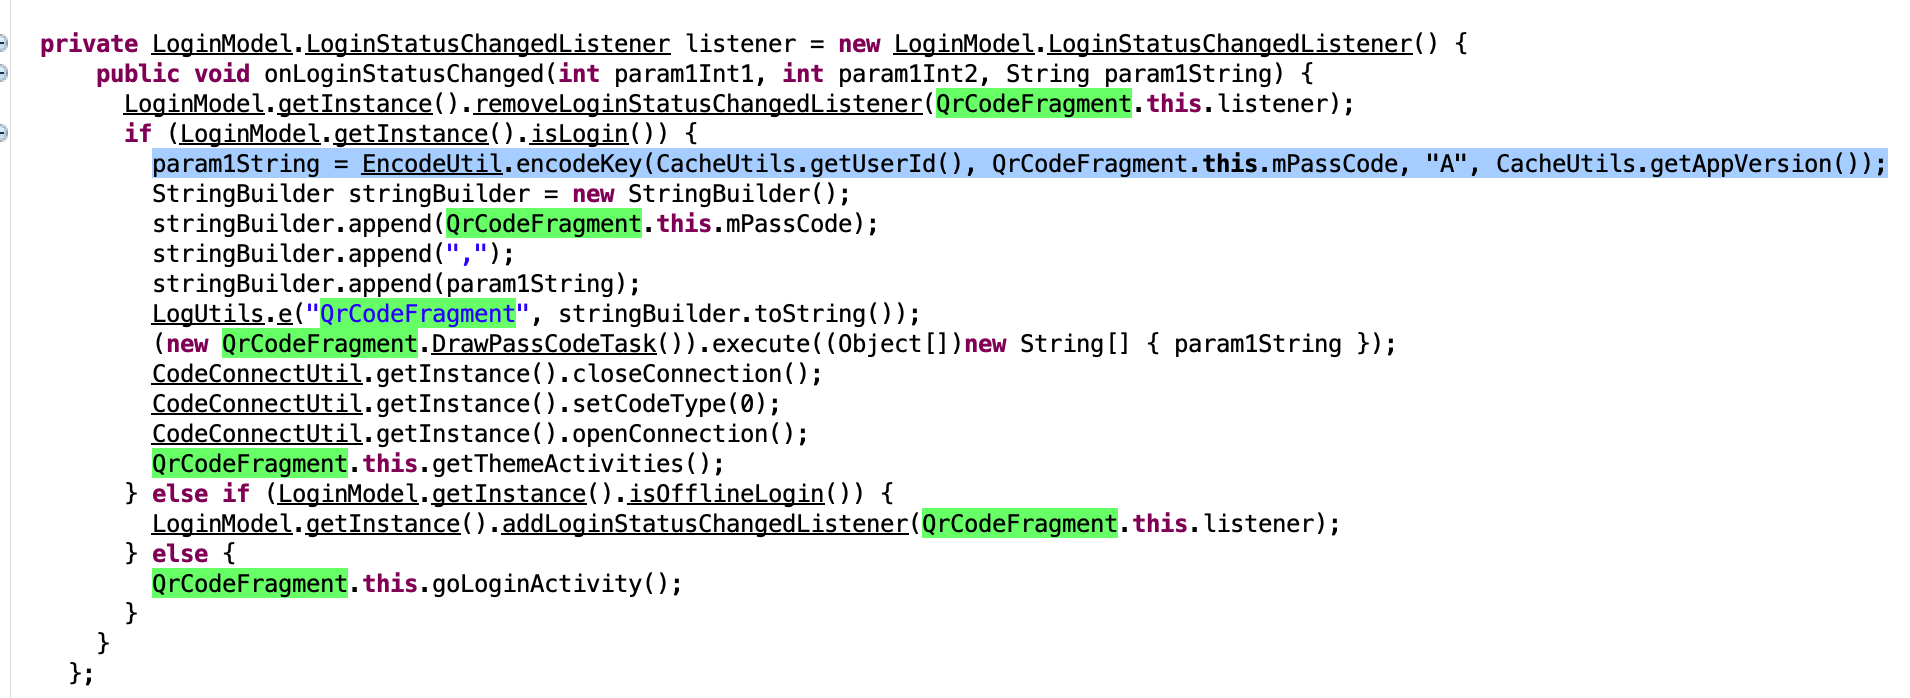 private LoginModel.LoginStatusChangedListener listener = new LoginModel.LoginStatusChangedListener() {
public void onLoginStatusChanged(int param1Int1, int param1Int2, String param1String) {
LoginModel.getInstance().removeLoginStatusChangedListener(QrCodeFragment.this.listener);
if (LoginModel.getInstance().isLogin()) {
param1String = EncodeUtil.encodeKey(CacheUtils.getUserId(), QrCodeFragment.this.mPassCode, "A", CacheUtils.getAppVersion());
StringBuilder stringBuilder = new StringBuilder();
stringBuilder.append(QrCodeFragment.this.mPassCode);
stringBuilder.append(",");
stringBuilder.append(param1String);
LogUtils.e("QrCodeFragment", stringBuilder.toString());
(new QrCodeFragment.DrawPassCodeTask()).execute((Object[])new String[] { param1String });
CodeConnectUtil.getInstance().closeConnection();
CodeConnectUtil.getInstance().setCodeType(0);
CodeConnectUtil.getInstance().openConnection();
QrCodeFragment.this.getThemeActivities();
} else if (LoginModel.getInstance().isOfflineLogin()) {
LoginModel.getInstance().addLoginStatusChangedListener(QrCodeFragment.this.listener);
} else {
QrCodeFragment.this.goLoginActivity();
}
}
};